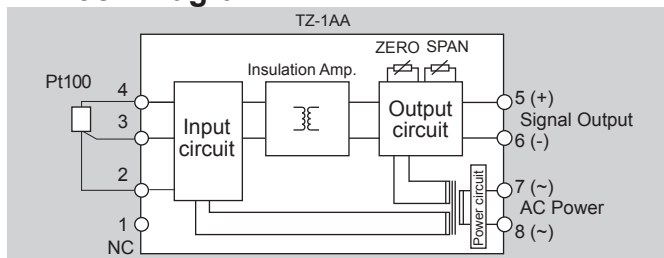 TZ-1AA
ZERO SPAN
Insulation Amp.
Pt100
4
3
2
1
NC
Input
circuit
Output
circuit
5 (+)
Signal Output
6 (-)
Power circuit
7 (~)
AC Power
8 (~)